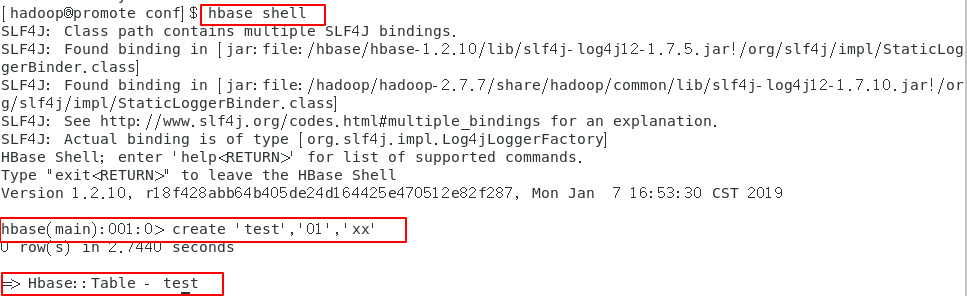 [hadoop@promote conf]$ hbase shell
SLF4J: Class path contains multiple SLF4J bindings.
SLF4J: Found binding in [jar:file:/hbase/hbase-1.2.10/lib/slf4j-log4j12-1.7.5.jar!/org/slf4j/impl/StaticLog
gerBinder.class]
SLF4J: Found binding in [jar:file:/hadoop/hadoop-2.7.7/share/hadoop/common/lib/slf4j-log4j12-1.7.10.jar!/or
g/slf4j/impl/StaticLoggerBinder.class]
SLF4J: See http://www.slf4j.org/codes.html#multiple_bindings for an explanation.
SLF4J: Actual binding is of type [org.slf4j.impl.Log4jLoggerFactory]
HBase Shell; enter 'help<RETURN>' for list of supported commands.
Type "exit<RETURN>" to leave the HBase Shell
Version 1.2.10, r18f428abb64b405de24d164425e470512e82f287, Mon Jan  7 16:53:30 CST 2019
hbase(main):001:0> create 'test','01','xx'
0 row(s) in 2.7440 seconds
=> Hbase::Table - test